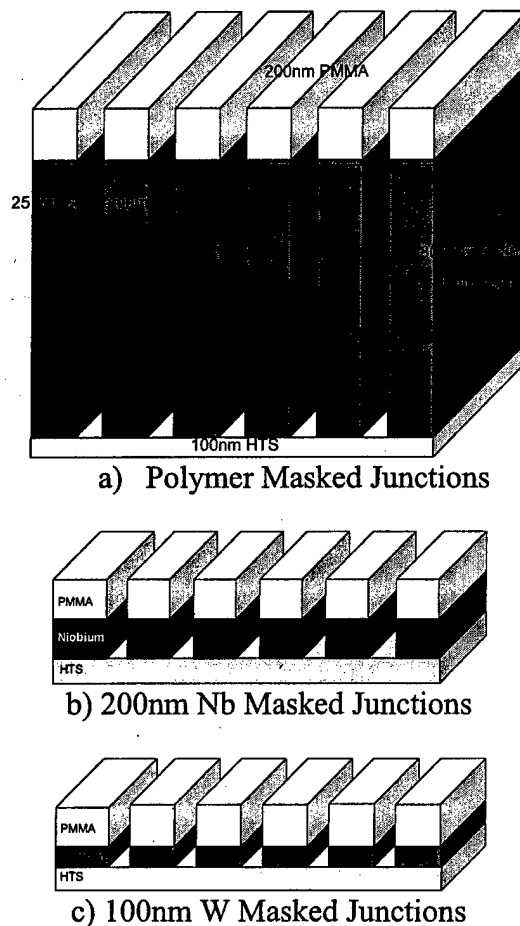 200nm PMMA
25
100nm HTS
a) Polymer Masked Junctions
PMMA
Niobium
HTS
b) 200nm Nb Masked Junctions
PMMA
HTS
c) 100nm W Masked Junctions